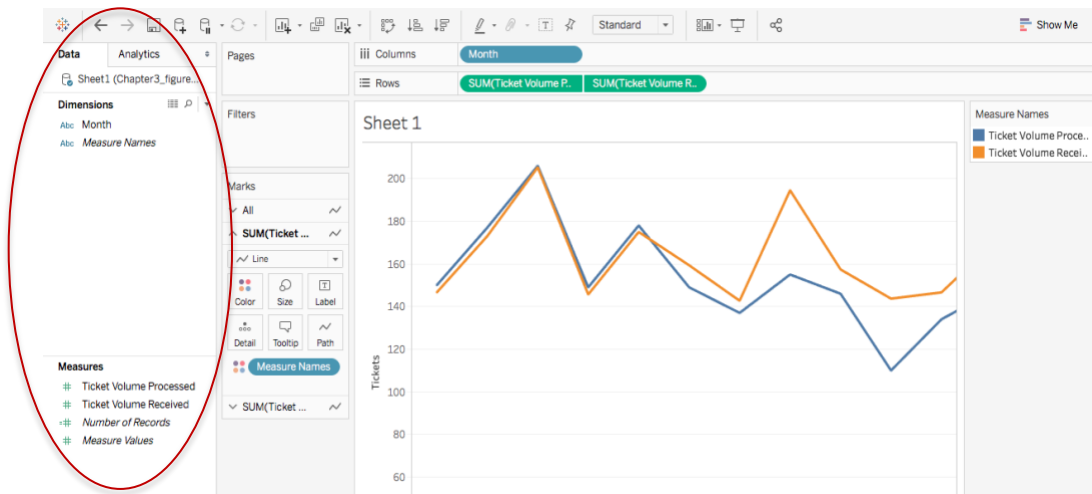 Standard
Show Me
Data Analytics
Sheet1 (Chapter3_figure...
Dimensions
Abc Month
Abc Measure Names
Measures
# Ticket Volume Processed
# Ticket Volume Received
=# Number of Records
# Measure Values
Pages
Filters
Marks
All
SUM(Ticket ...
Line
Color Size Label
Detail Tooltip Path
Measure Names
SUM(Ticket ...
Columns Month
Rows SUM(Ticket Volume P.. SUM(Ticket Volume R..
Sheet 1
200
180
160
140
120
100
80
60
Tickets
Measure Names
Ticket Volume Proce..
Ticket Volume Recei..